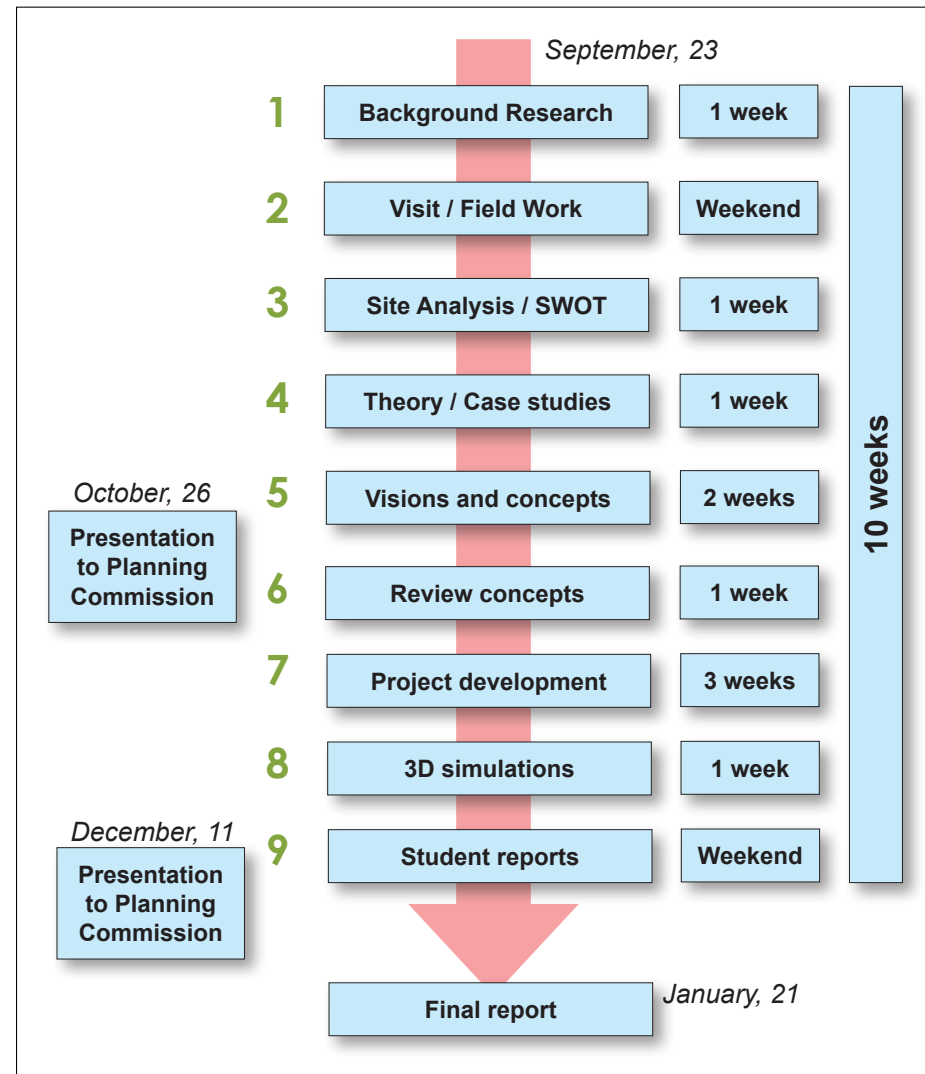 September, 23
1
Background Research
1 week
2
Visit / Field Work
Weekend
3
Site Analysis / SWOT
1 week
4
Theory / Case studies
1 week
October, 26
Presentation
to Planning
Commission
5
Visions and concepts
2 weeks
6
Review concepts
1 week
7
Project development
3 weeks
8
3D simulations
1 week
December, 11
Presentation
to Planning
Commission
9
Student reports
Weekend
10 weeks
Final report
January, 21